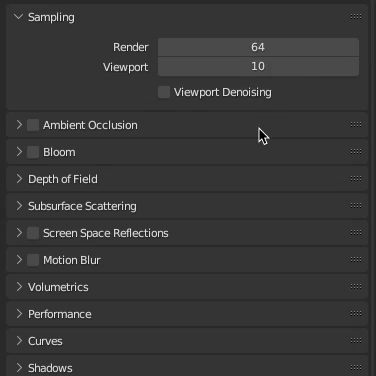 Sampling
Render 64
Viewport 10
Viewport Denoising
Ambient Occlusion
Bloom
Depth of Field
Subsurface Scattering
Screen Space Reflections
Motion Blur
Volumetrics
Performance
Curves
Shadows